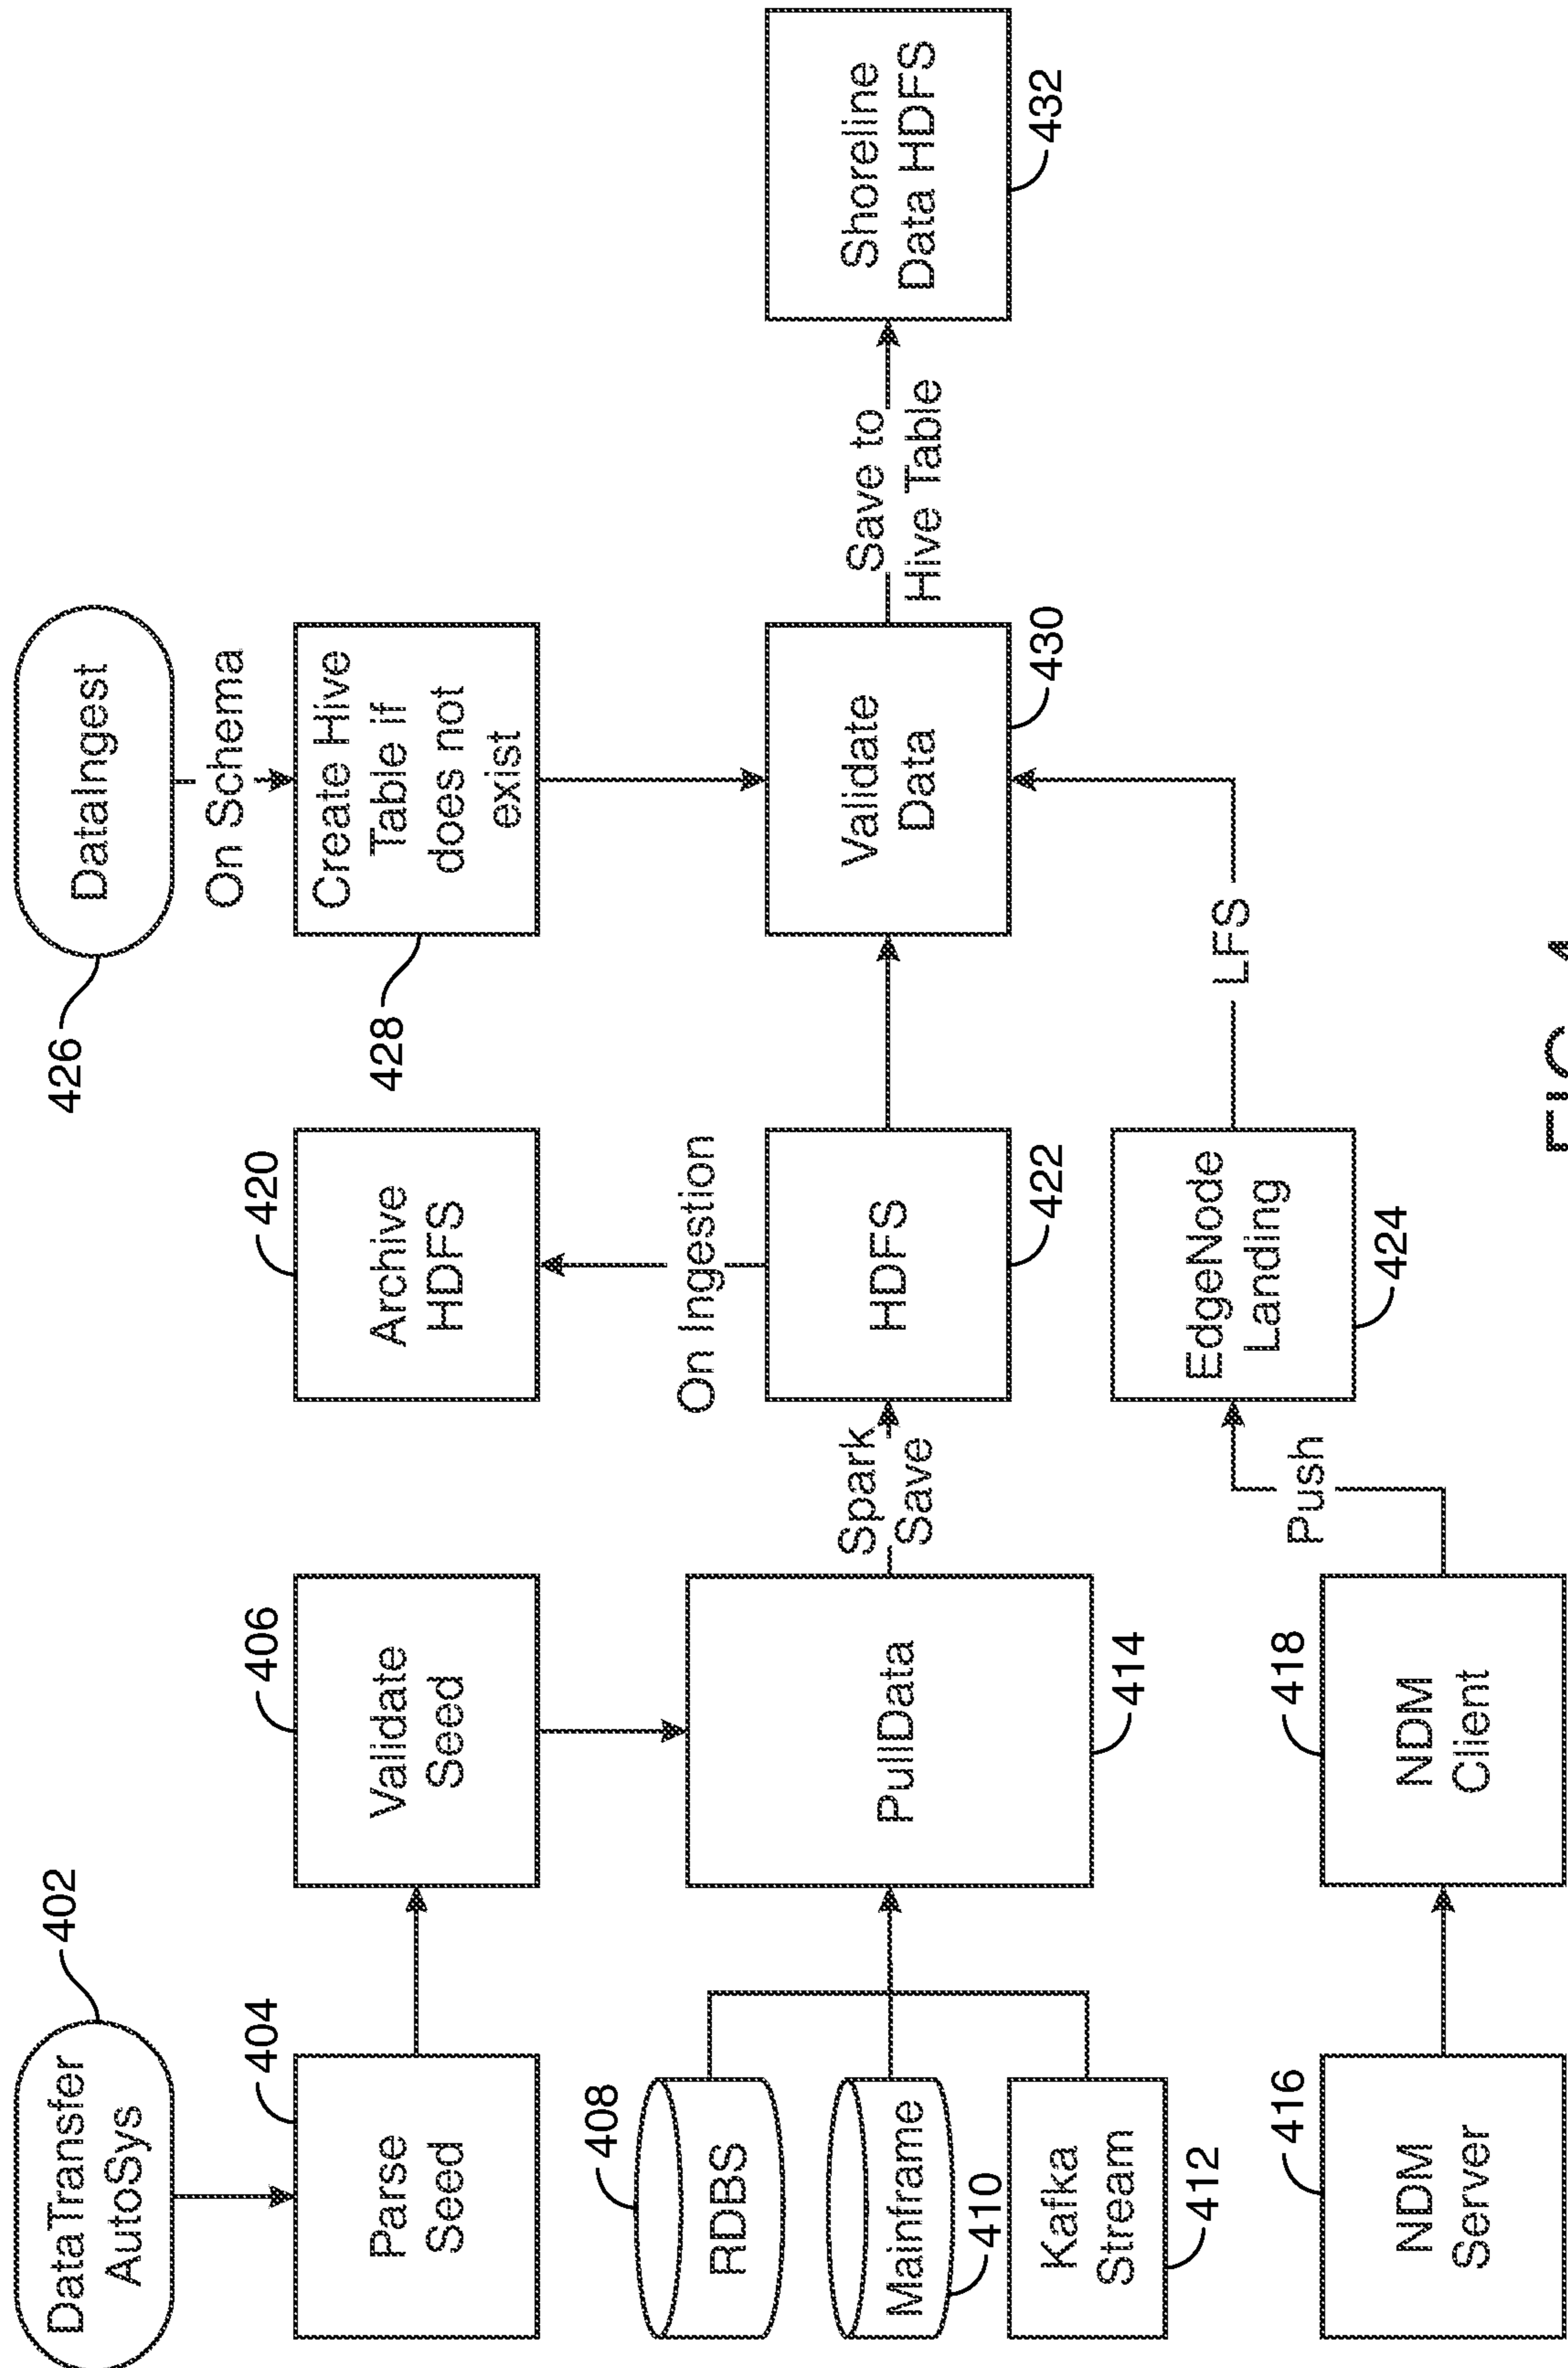 DataTransfer
AutoSys
402
404
Parse
Seed
406
Validate
Seed
408
RDBS
Mainframe
410
Kafka
Stream
412
PullData
414
416
NDM
Server
418
NDM
Client
Spark
Save
Push
420
Archive
HDFS
On Ingestion
HDFS
422
EdgeNode
Landing
424
LFS
426
DataIngest
On Schema
Create Hive
Table if
does not
exist
428
Validate
Data
430
Save to
Hive Table
Shoreline
Data HDFS
432